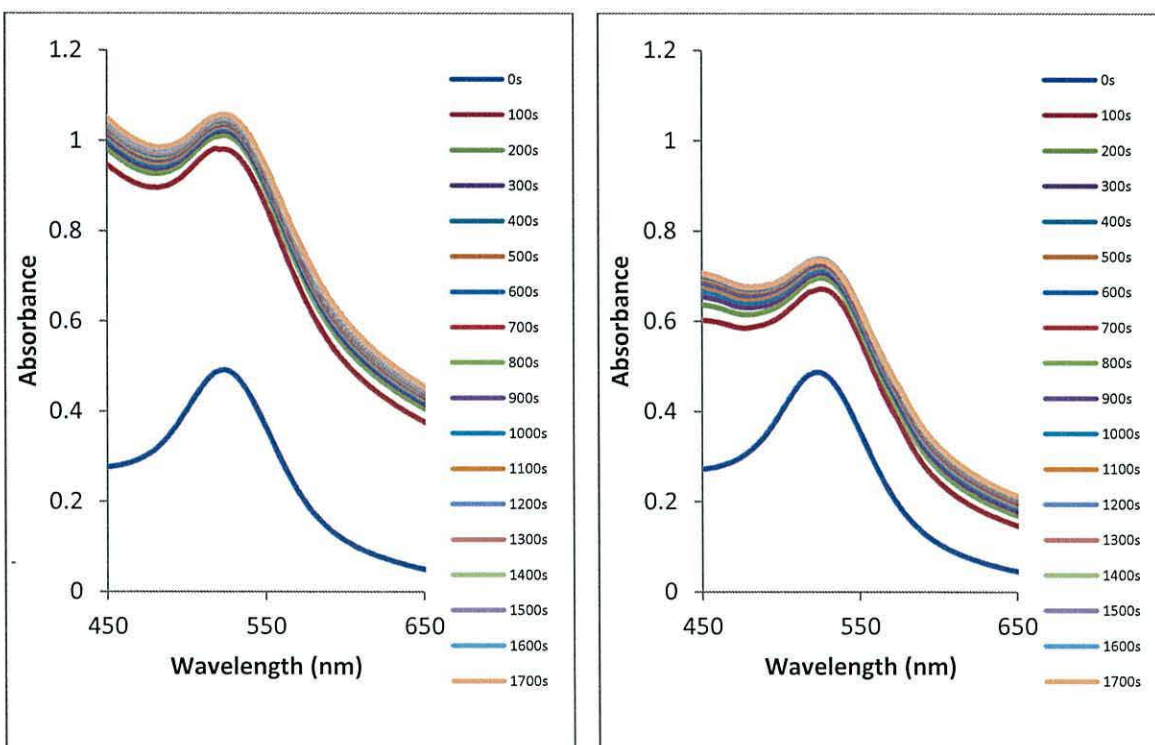 1.2
1
0.8
0.6
0.4
0.2
0
450
550
650
Absorbance
Wavelength (nm)
0s
100s
200s
300s
400s
500s
600s
700s
800s
900s
1000s
1100s
1200s
1300s
1400s
1500s
1600s
1700s
1.2
1
0.8
0.6
0.4
0.2
0
450
550
650
Absorbance
Wavelength (nm)
0s
100s
200s
300s
400s
500s
600s
700s
800s
900s
1000s
1100s
1200s
1300s
1400s
1500s
1600s
1700s